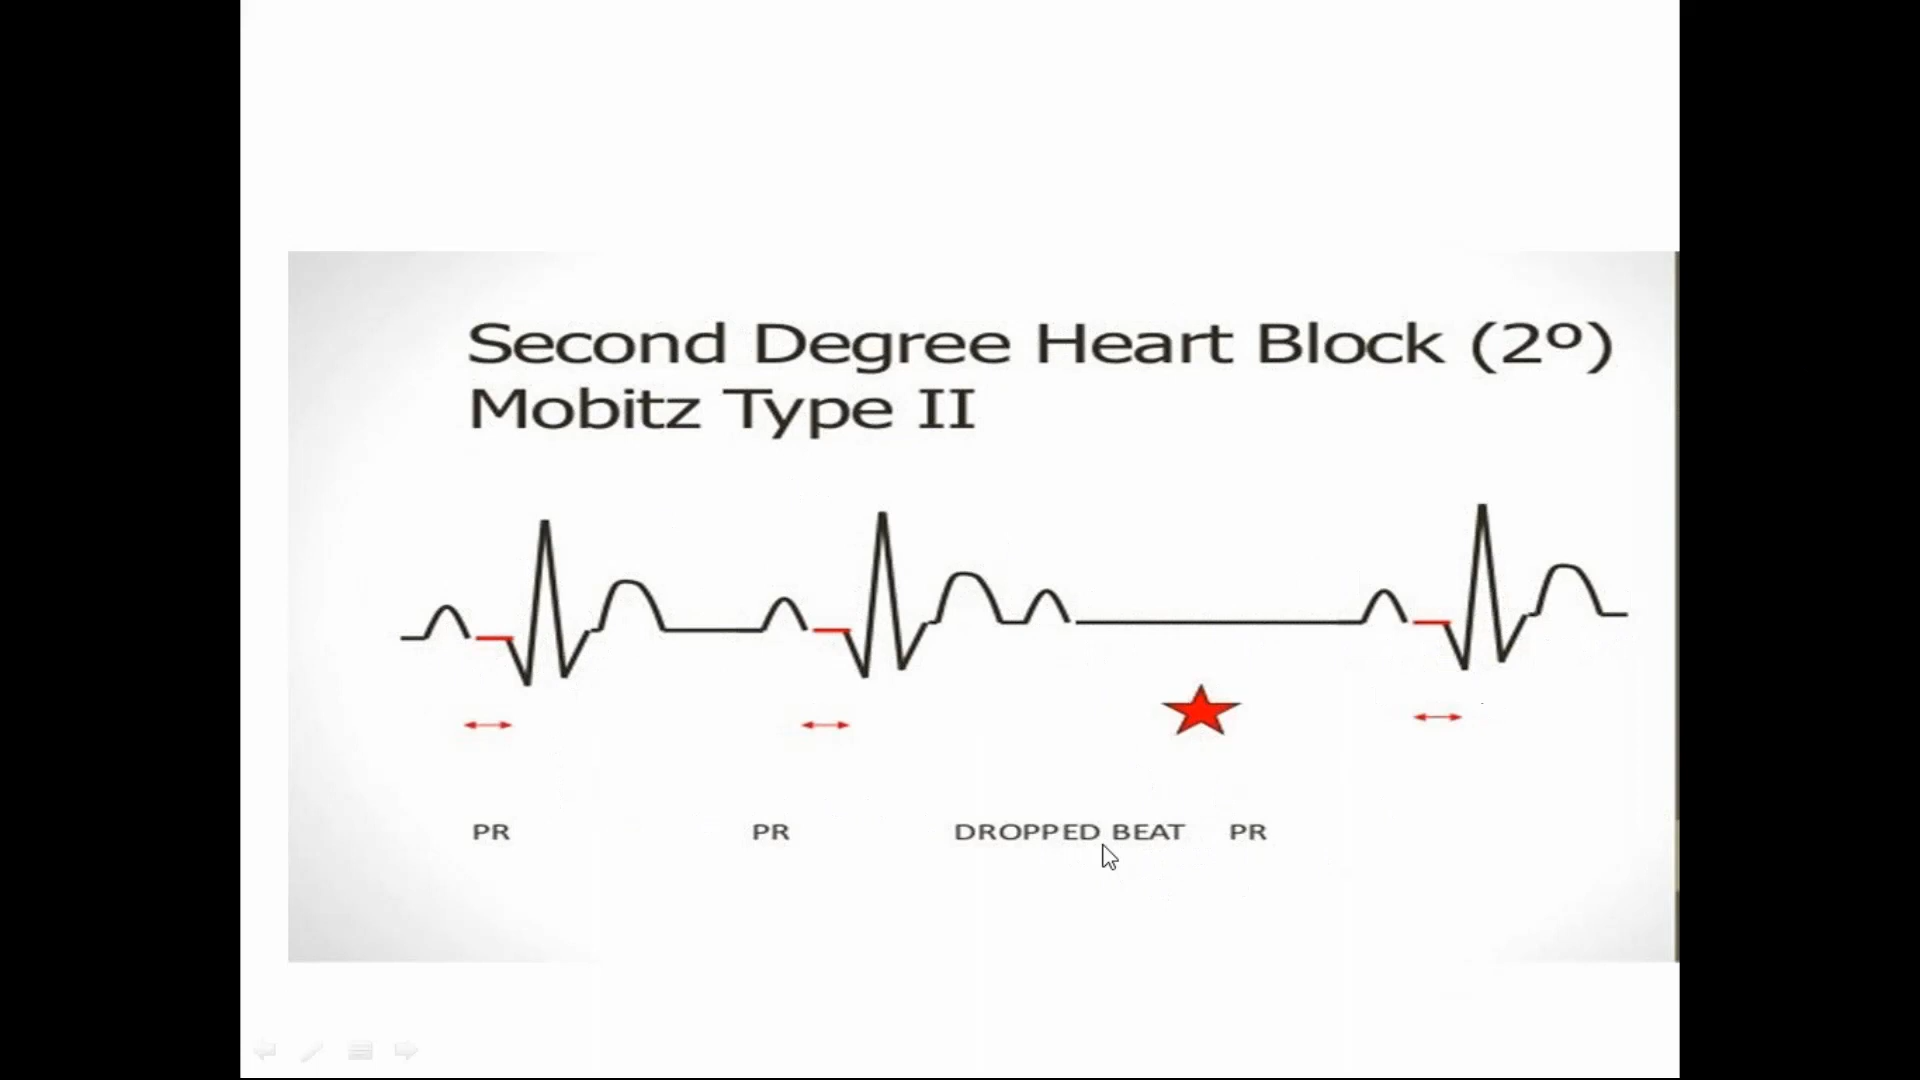 Second Degree Heart Block (2º)
Mobitz Type II
PR PR DROPPED BEAT PR